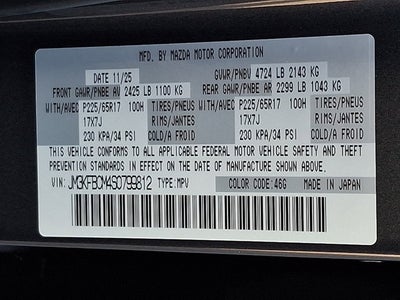 MFD. BY MAZDA MOTOR CORPORATION
DATE 11/25 GVWR/PNBV 4724 LB 2143 KG
FRONT GAWR/PNBE AV 2425 LB 1100 KG REAR GAWR/PNBE AR 2299 LB 1043 KG
WITH/AVEC P225/65R17 100H TIRES/PNEUS P225/65R17 100H TIRES/PNEUS
17X7J RIMS/JANTES WITH/AVEC 17X7J RIMS/JANTES
230 KPA/34 PSI COLD/A FROID 230 KPA/34 PSI COLD/A FROID
THIS VEHICLE CONFORMS TO ALL APPLICABLE FEDERAL MOTOR VEHICLE SAFETY AND THEFT
PREVENTION STANDARDS IN EFFECT ON THE DATE OF MANUFACTURE SHOWN ABOVE.
VIN: JM3KFBCM4S0799812 TYPE:MPV COLOR CODE:46G MADE IN JAPAN